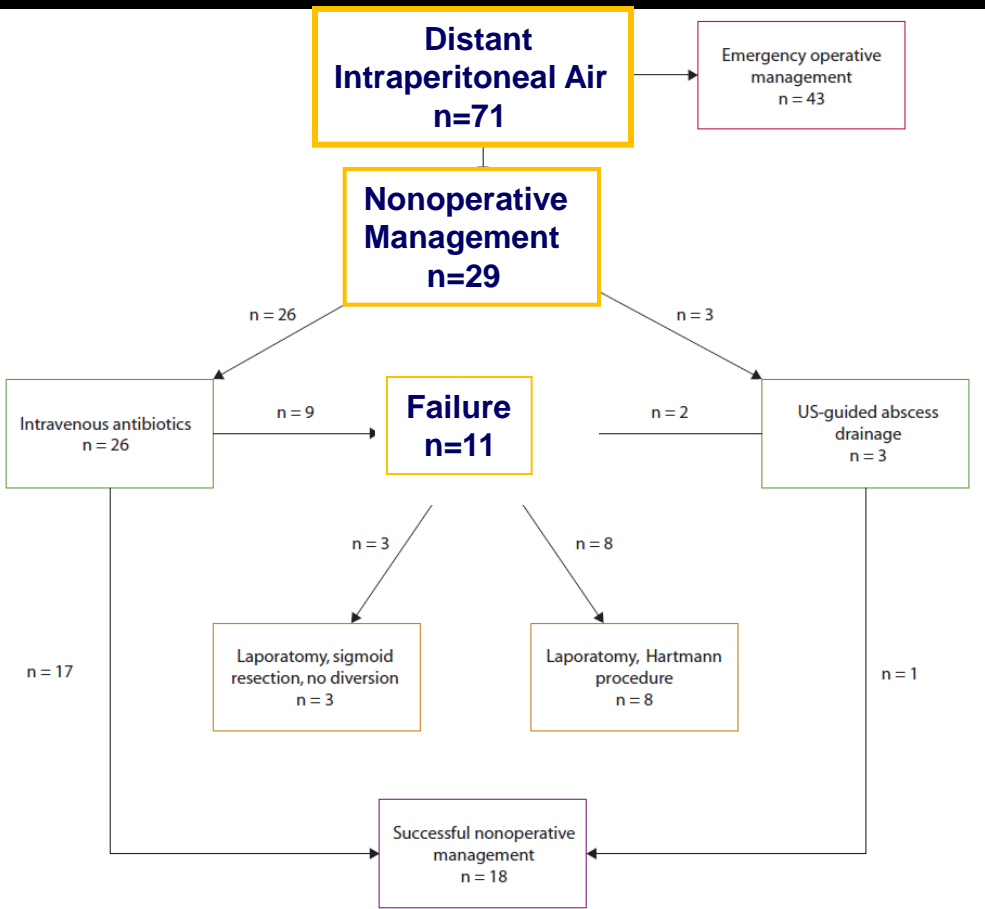 Distant
Intraperitoneal Air
n=71
Emergency operative
management
n = 43
Nonoperative
Management
n=29
n = 26
n = 3
Intravenous antibiotics
n = 26
n = 9
Failure
n=11
n = 2
US-guided abscess
drainage
n = 3
n = 3
n = 8
Laporatomy, sigmoid
resection, no diversion
n = 3
Laporatomy, Hartmann
procedure
n = 8
n = 17
n = 1
Successful nonoperative
management
n = 18